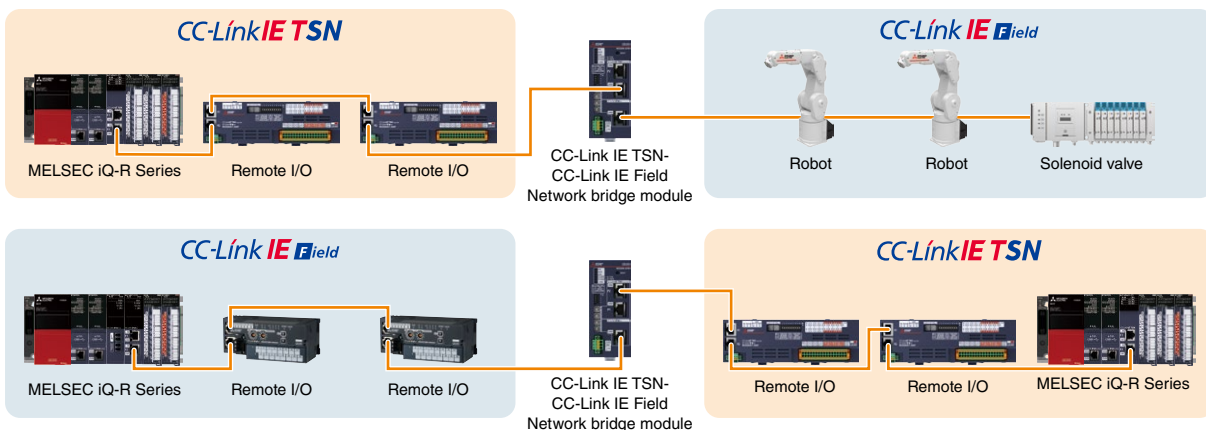 CC-Link IE TSN
CC-Link IE Field
MELSEC iQ-R Series
Remote I/O
Remote I/O
CC-Link IE TSN-
CC-Link IE Field
Network bridge module
Robot
Robot
Solenoid valve
CC-Link IE Field
CC-Link IE TSN
MELSEC iQ-R Series
Remote I/O
Remote I/O
CC-Link IE TSN-
CC-Link IE Field
Network bridge module
Remote I/O
Remote I/O
MELSEC iQ-R Series